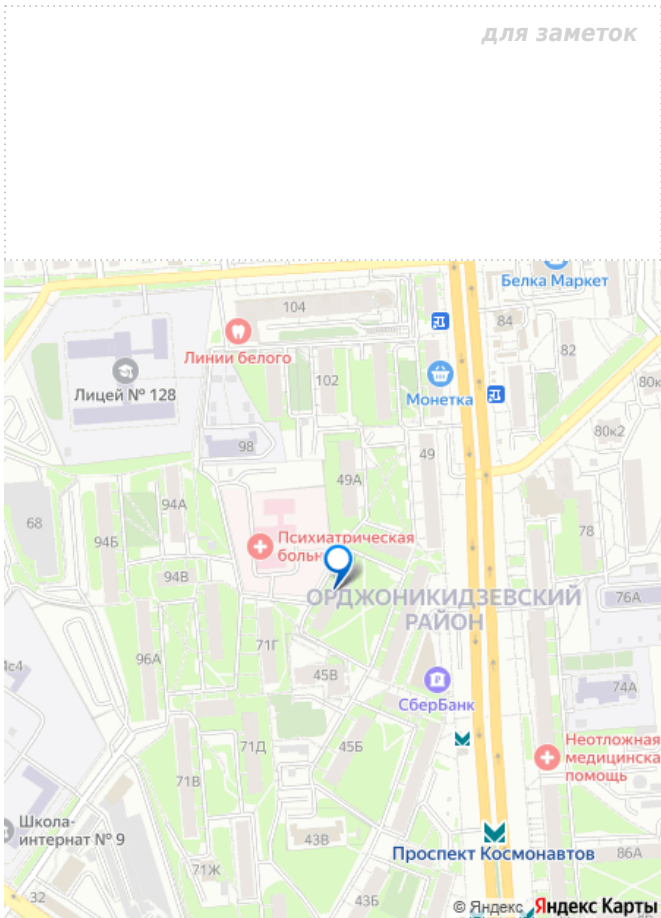 для заметок
Белка Маркет
104
84
Линии белого
82
Лицей № 128
102
80к
Монетка
80к2
98
49
49А
94А
68
78
94Б
Психиатрическая
больн
94В
ОРДЖОНИКИДЗЕВСКИЙ
РАЙОН
76А
71Г
96А
45В
74А
СберБанк
71Д
45Б
Неотложная
медицинска
помощь
71В
Школа-
интернат № 9
43В
Проспект Космонавтов
86А
71Ж
32
43Б
© Яндекс Яндекс Карты